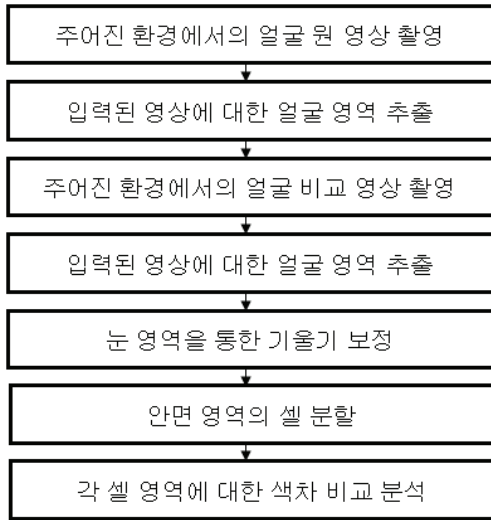 주어진 환경에서의 얼굴 원 영상 촬영
입력된 영상에 대한 얼굴 영역 추출
주어진 환경에서의 얼굴 비교 영상 촬영
입력된 영상에 대한 얼굴 영역 추출
눈 영역을 통한 기울기 보정
안면 영역의 셀 분할
각 셀 영역에 대한 색차 비교 분석